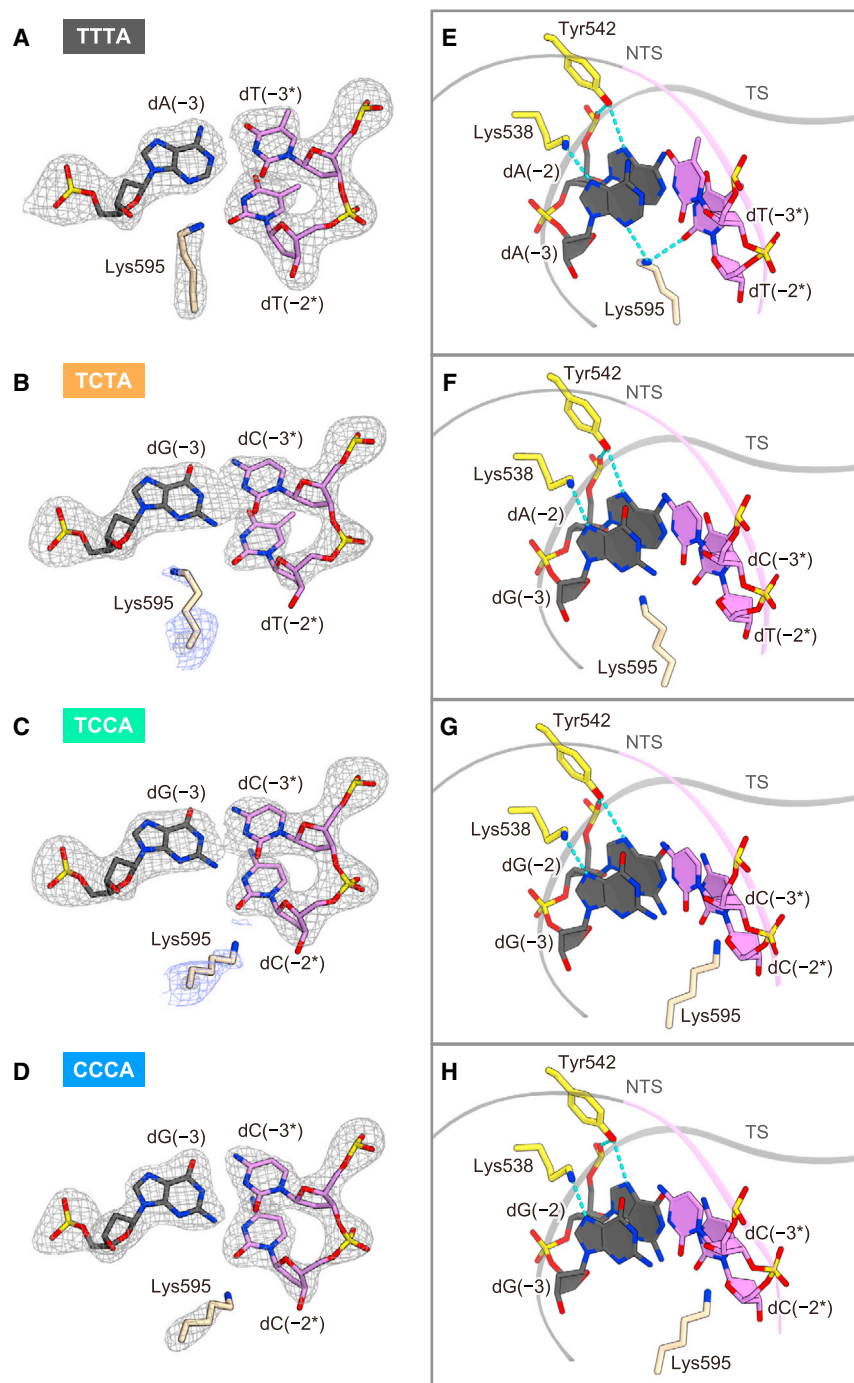 A TTTA
dA(−3) dT(−3*)
Lys595
dT(−2*)
B TCTA
dG(−3) dC(−3*)
Lys595
dT(−2*)
C TCCA
dG(−3) dC(−3*)
Lys595
dC(−2*)
D CCCA
dG(−3) dC(−3*)
Lys595
dC(−2*)
E Tyr542
NTS
TS
Lys538
dA(−2)
dT(−3*)
dA(−3)
dT(−2*)
Lys595
F Tyr542
NTS
TS
Lys538
dA(−2)
dC(−3*)
dG(−3)
dT(−2*)
Lys595
G Tyr542
NTS
TS
Lys538
dG(−2)
dC(−3*)
dG(−3)
dC(−2*)
Lys595
H Tyr542
NTS
TS
Lys538
dG(−2)
dC(−3*)
dG(−3)
dC(−2*)
Lys595